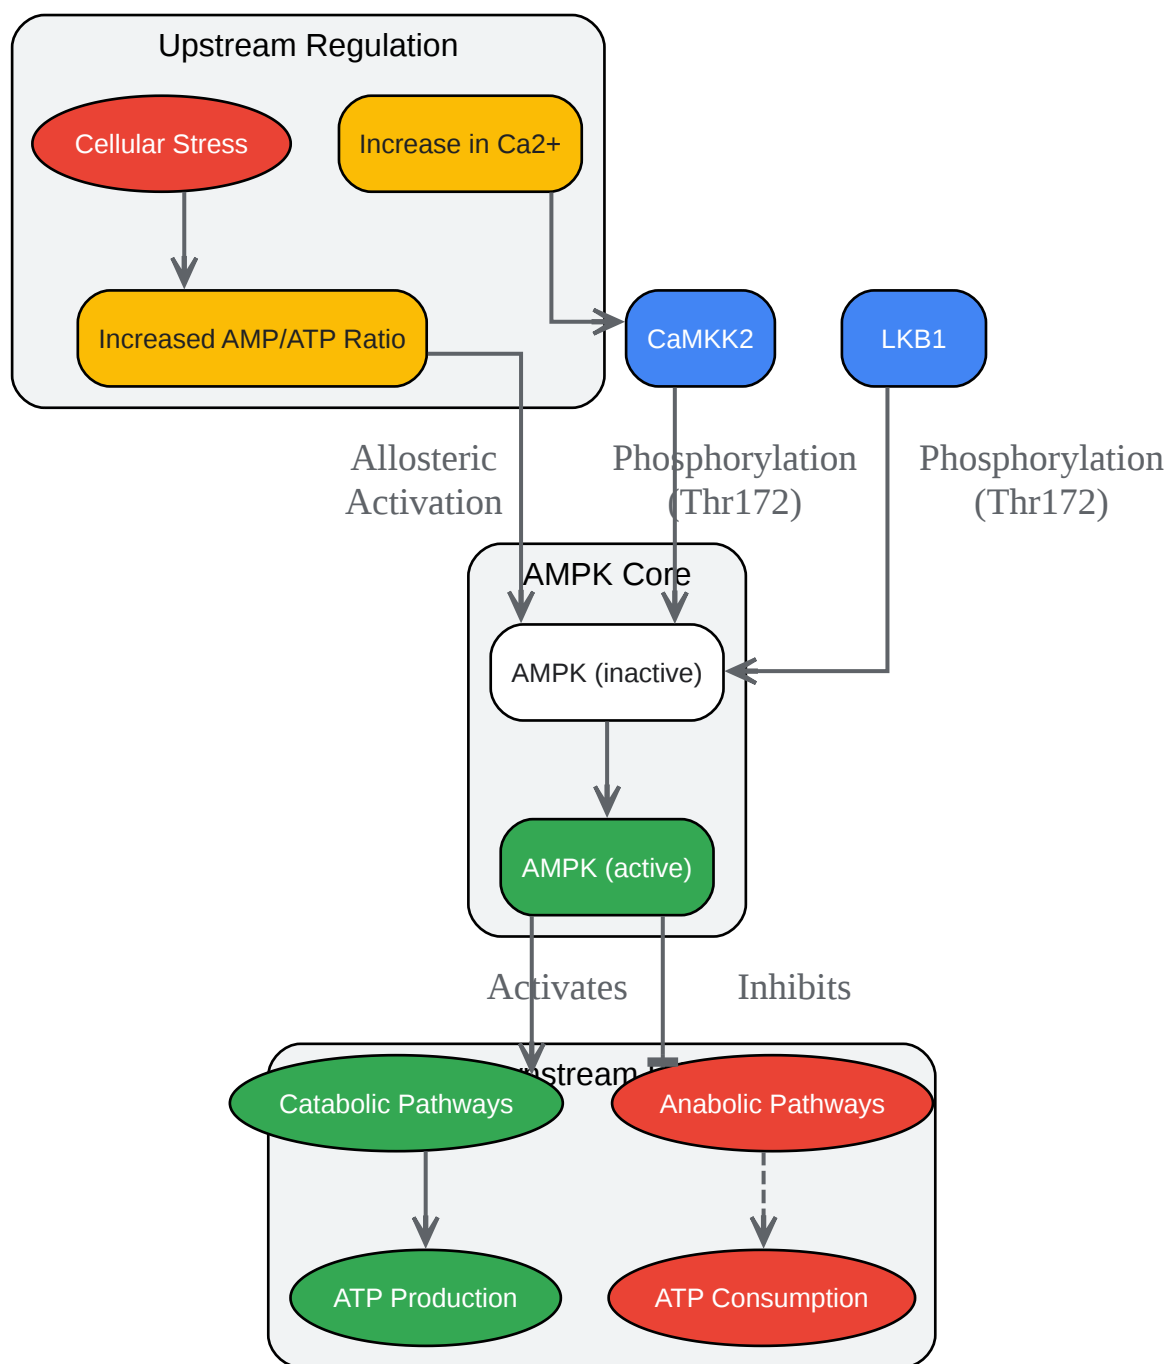 Upstream Regulation
Cellular Stress
Increase in Ca2+
Increased AMP/ATP Ratio
CaMKK2
LKB1
Allosteric
Activation
Phosphorylation
(Thr172)
Phosphorylation
(Thr172)
AMPK Core
AMPK (inactive)
AMPK (active)
Activates
Inhibits
Catabolic Pathways
Anabolic Pathways
ATP Production
ATP Consumption